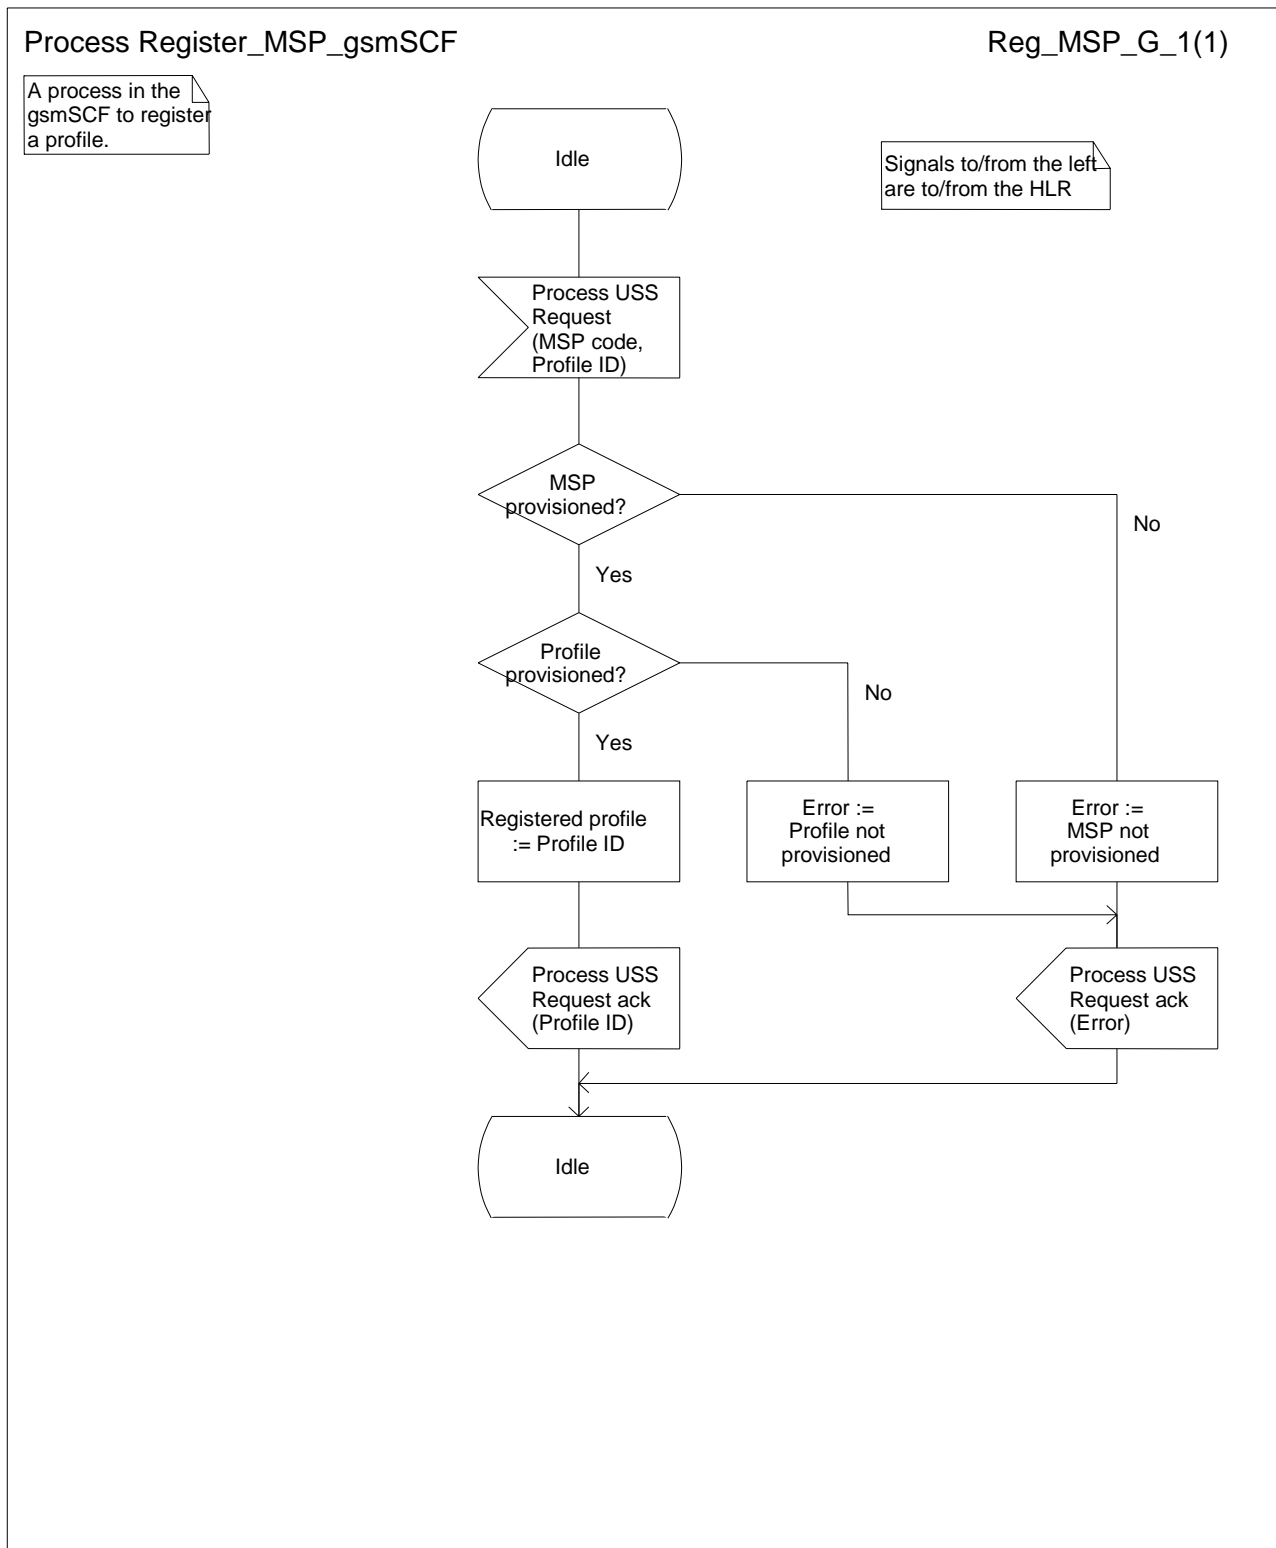 Process Register_MSP_gsmSCF
Reg_MSP_G_1(1)
A process in the
gsmSCF to register
a profile.
Idle
Signals to/from the left
are to/from the HLR
Process USS
Request
(MSP code,
Profile ID)
MSP
provisioned?
No
Yes
Profile
provisioned?
No
Yes
Registered profile
:= Profile ID
Error :=
Profile not
provisioned
Error :=
MSP not
provisioned
Process USS
Request ack
(Profile ID)
Process USS
Request ack
(Error)
Idle